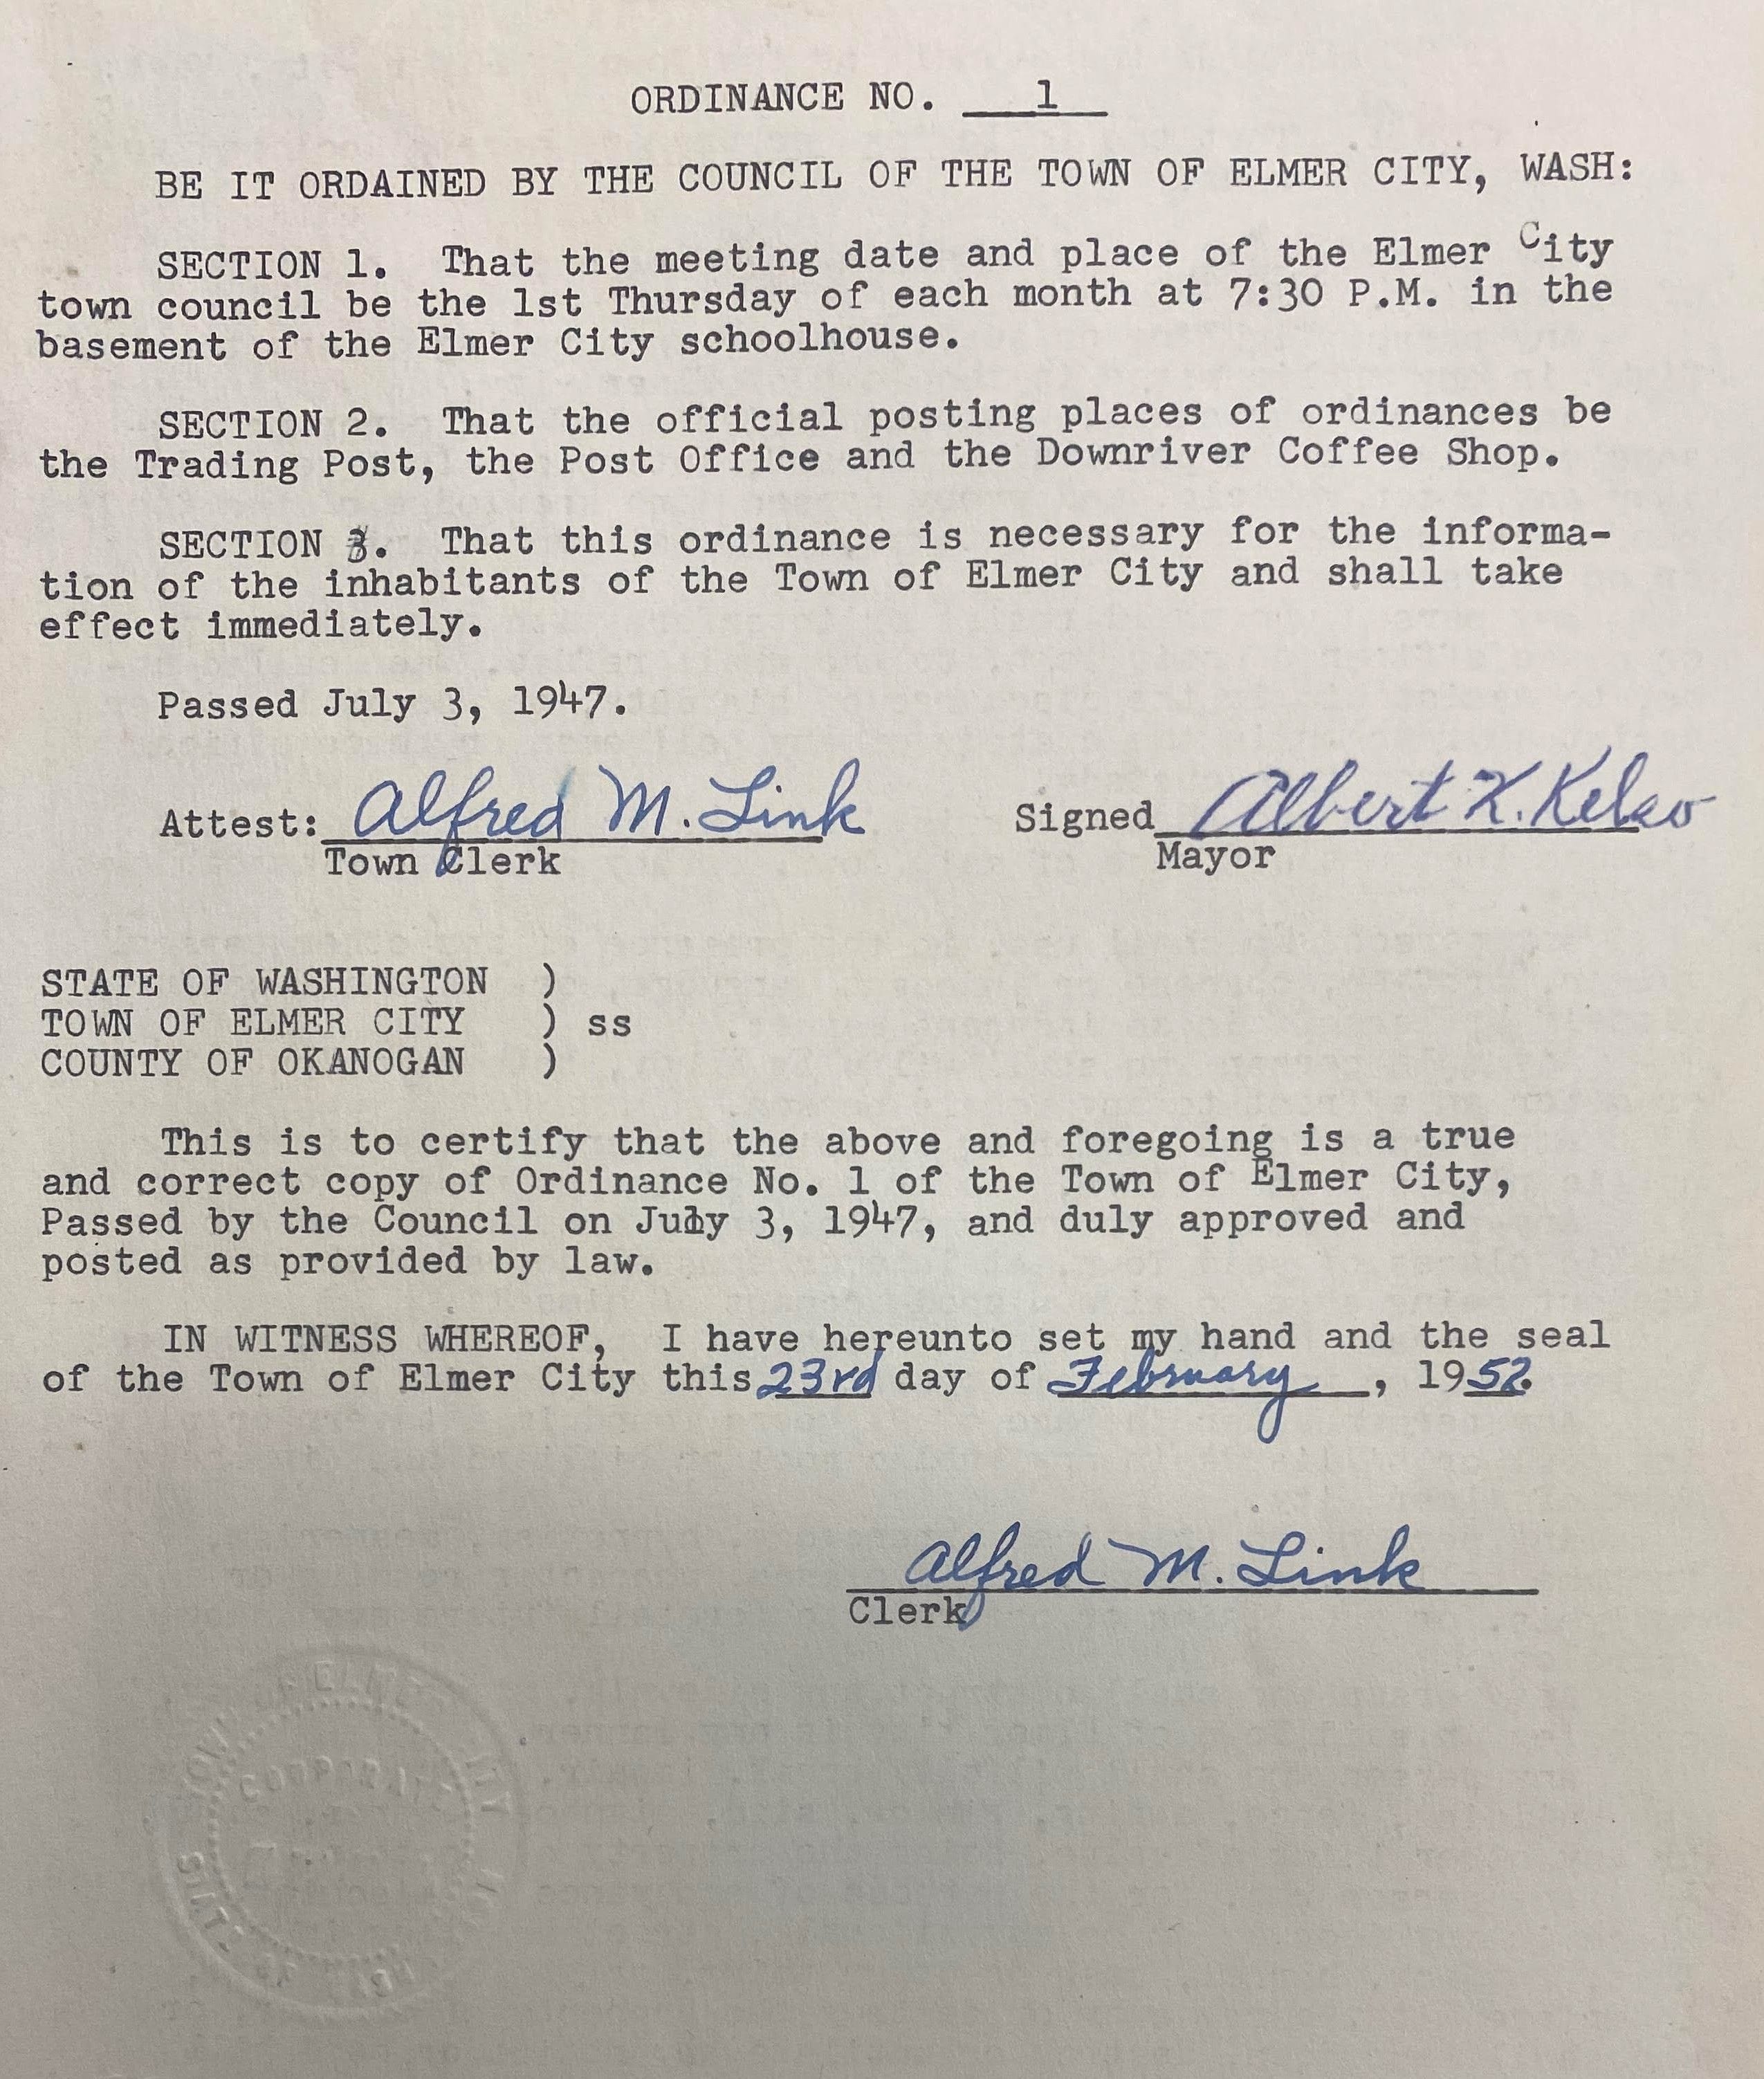 ORDINANCE NO. 1
BE IT ORDAINED BY THE COUNCIL OF THE TOWN OF ELMER CITY, WASH:
SECTION 1. That the meeting date and place of the Elmer City
town council be the 1st Thursday of each month at 7:30 P.M. in the
basement of the Elmer City schoolhouse.
SECTION 2. That the official posting places of ordinances be
the Trading Post, the Post Office and the Downriver Coffee Shop.
SECTION 3. That this ordinance is necessary for the informa-
tion of the inhabitants of the Town of Elmer City and shall take
effect immediately.
Passed July 3, 1947.
Attest: Alfred M. Link Signed Albert K. Kelso
Town Clerk Mayor
STATE OF WASHINGTON )
TOWN OF ELMER CITY ) ss
COUNTY OF OKANOGAN )
This is to certify that the above and foregoing is a true
and correct copy of Ordinance No. 1 of the Town of Elmer City,
Passed by the Council on July 3, 1947, and duly approved and
posted as provided by law.
IN WITNESS WHEREOF, I have hereunto set my hand and the seal
of the Town of Elmer City this 23rd day of February, 1952.
Alfred M. Link
Clerk
TOWN OF ELMER CITY
CORPORATE